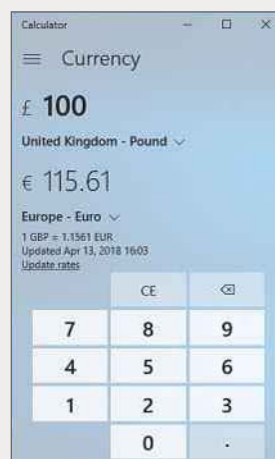 Calculator
Currency
£ 100
United Kingdom - Pound
€ 115.61
Europe - Euro
1 GBP = 1.1561 EUR
Updated Apr 13, 2018 16:03
Update rates
CE
7 8 9
4 5 6
1 2 3
0 .